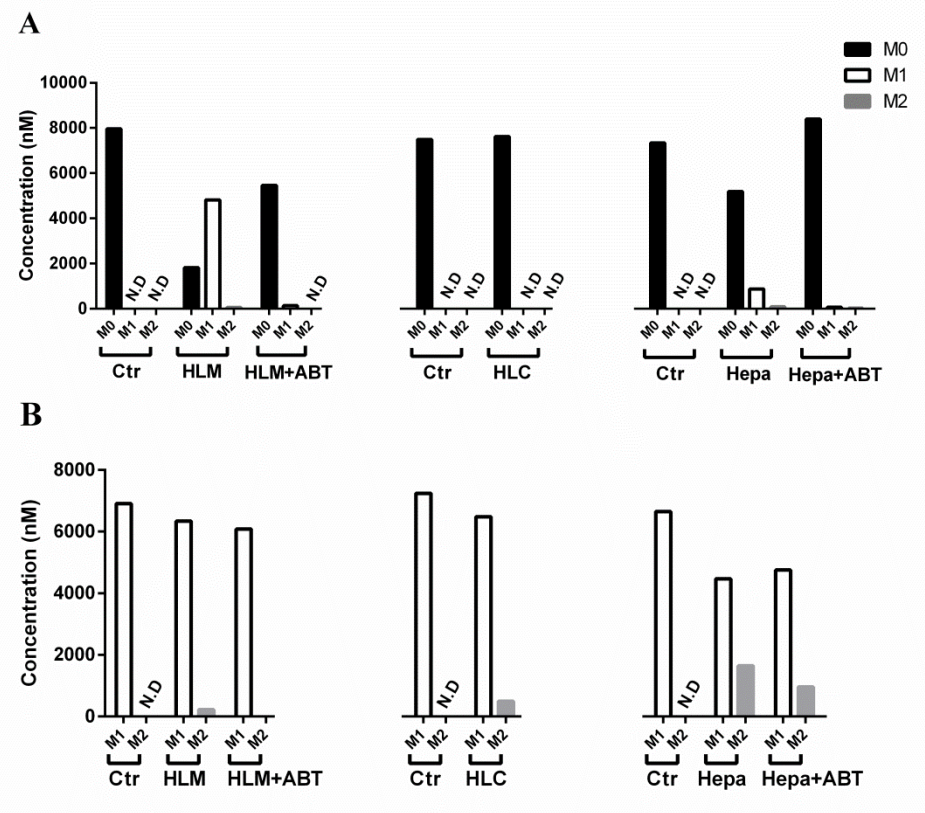 A
M0
M1
M2
Concentration (nM)
10000
8000
6000
4000
2000
0
N.D N.D N.D
N.D N.D N.D N.D
N.D N.D
M0 M1 M2 M0 M1 M2 M0 M1 M2
M0 M1 M2 M0 M1 M2
M0 M1 M2 M0 M1 M2 M0 M1 M2
Ctr HLM HLM+ABT
Ctr HLC
Ctr Hepa Hepa+ABT
B
Concentration (nM)
8000
6000
4000
2000
0
N.D
N.D
N.D
M1 M2 M1 M2 M1 M2
M1 M2 M1 M2
M1 M2 M1 M2 M1 M2
Ctr HLM HLM+ABT
Ctr HLC
Ctr Hepa Hepa+ABT